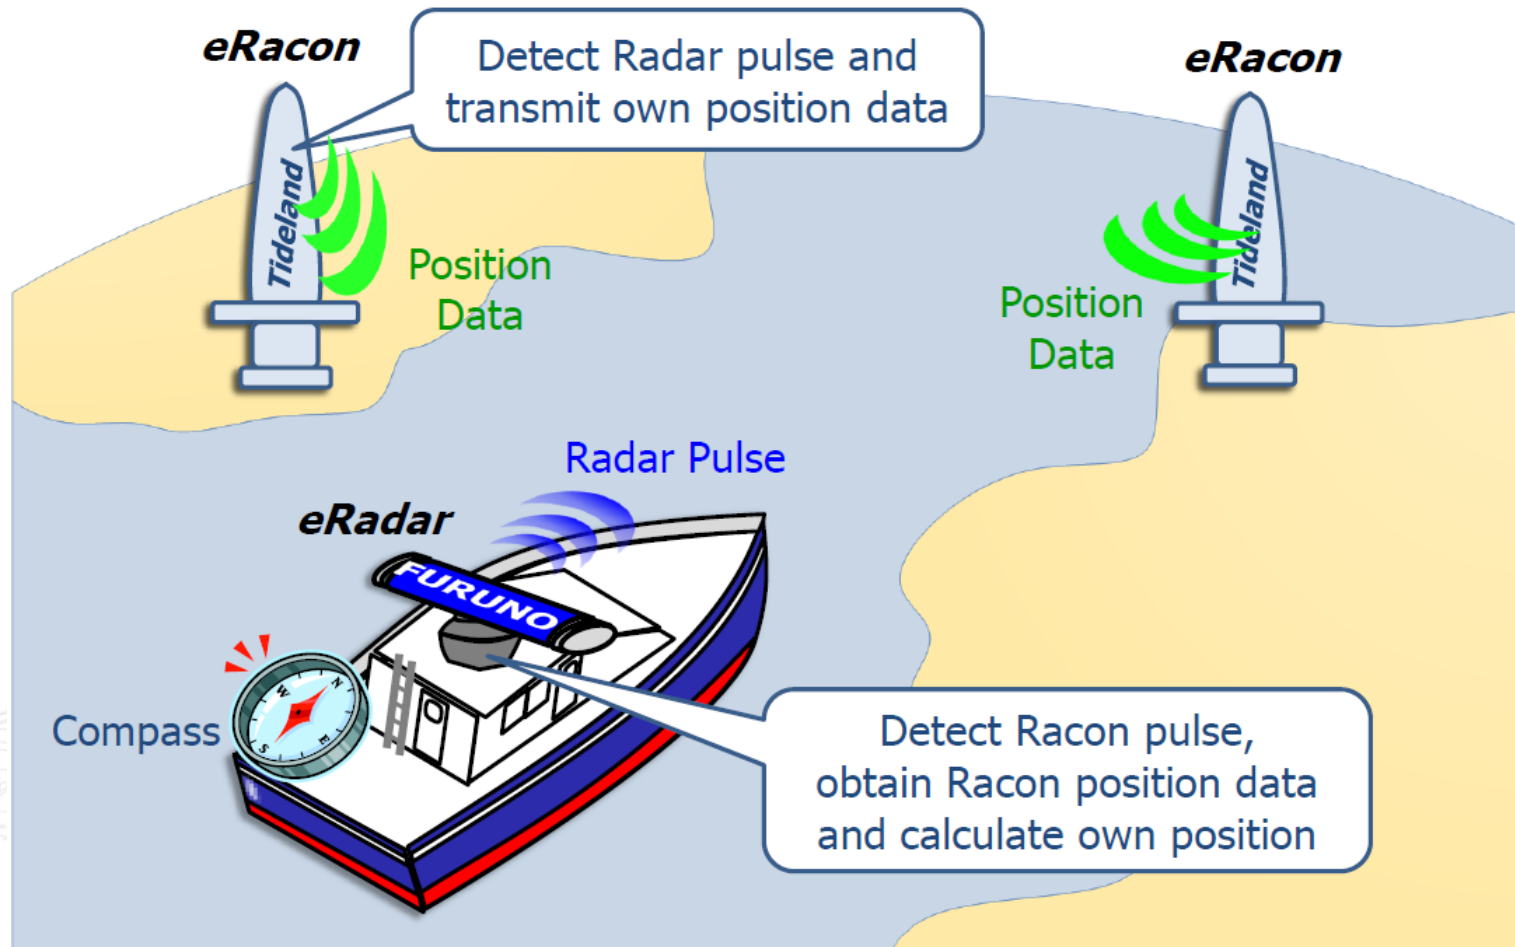 eRacon
Detect Radar pulse and
transmit own position data
eRacon
Tideland
Tideland
Position
Data
Position
Data
Radar Pulse
eRadar
FURUNO
Compass
N
W
E
S
Detect Racon pulse,
obtain Racon position data
and calculate own position